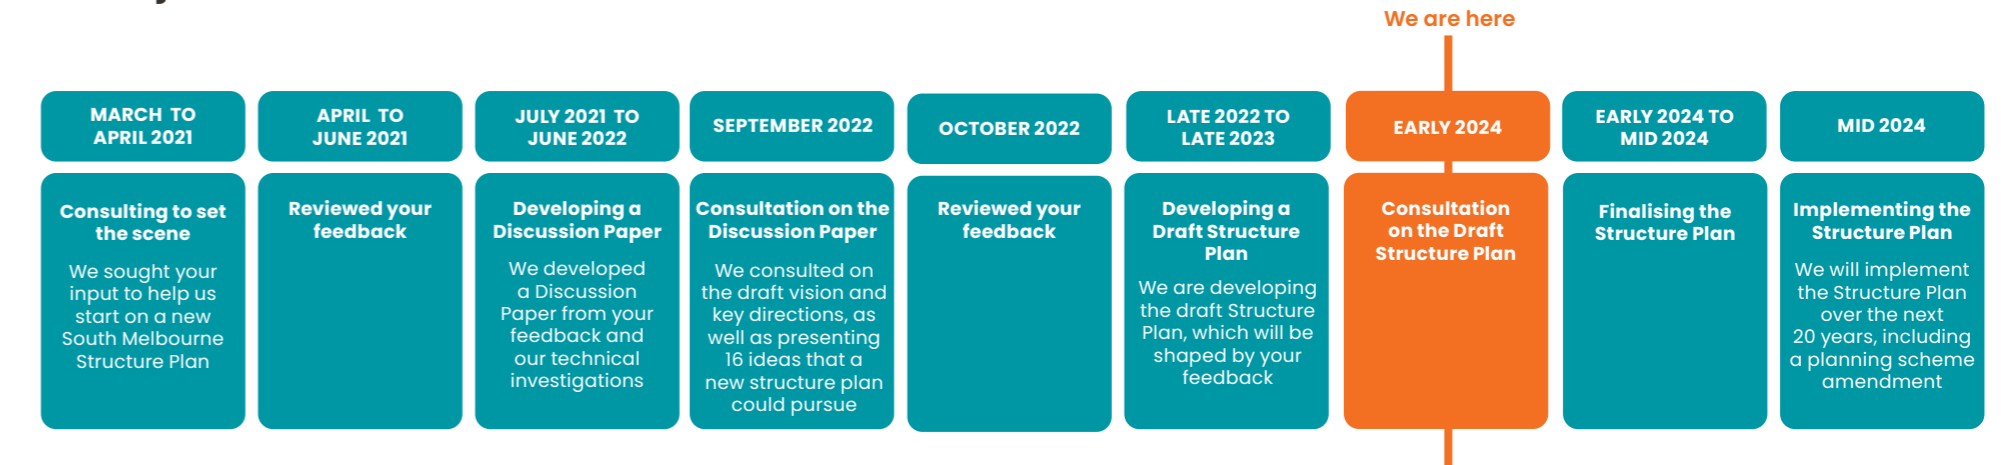 We are here
MARCH TO
APRIL 2021
Consulting to set
the scene
We sought your
input to help us
start on a new
South Melbourne
Structure Plan
APRIL TO
JUNE 2021
Reviewed your
feedback
JULY 2021 TO
JUNE 2022
Developing a
Discussion Paper
We developed
a Discussion
Paper from your
feedback and
our technical
investigations
SEPTEMBER 2022
Consultation on the
Discussion Paper
We consulted on
the draft vision and
key directions, as
well as presenting
16 ideas that a
new structure plan
could pursue
OCTOBER 2022
Reviewed your
feedback
LATE 2022 TO
LATE 2023
Developing a
Draft Structure
Plan
We are developing
the draft Structure
Plan, which will be
shaped by your
feedback
EARLY 2024
Consultation
on the Draft
Structure Plan
EARLY 2024 TO
MID 2024
Finalising the
Structure Plan
MID 2024
Implementing the
Structure Plan
We will implement
the Structure Plan
over the next
20 years, including
a planning scheme
amendment